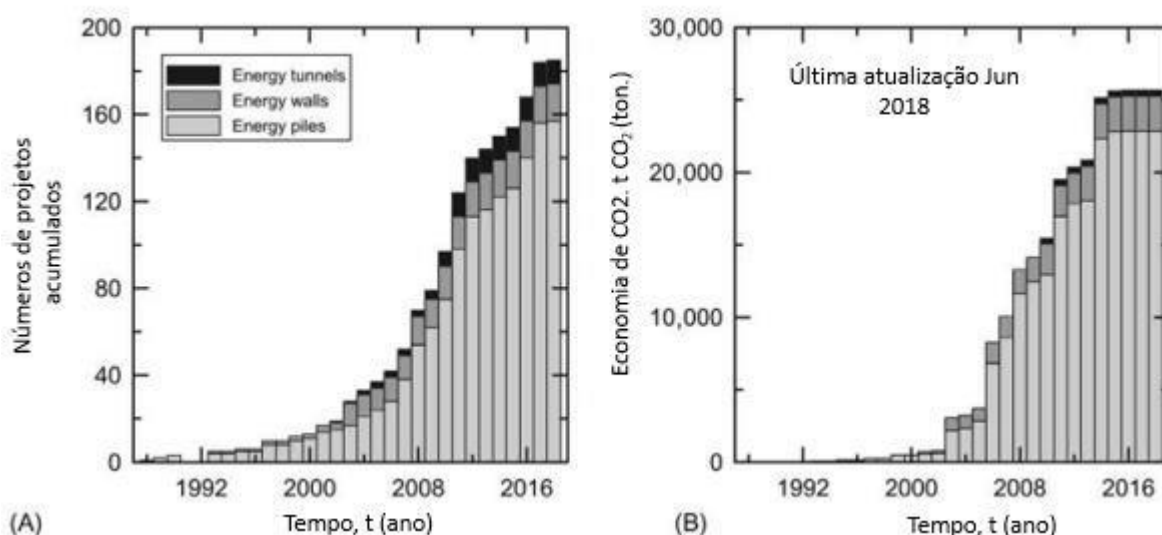 200
160
120
80
40
0
Números de projetos
acumulados
Energy tunnels
Energy walls
Energy piles
1992
2000
2008
2016
Tempo, t (ano)
(A)
30,000
20,000
10,000
0
Economia de CO2. t CO₂ (ton.)
Última atualização Jun
2018
1992
2000
2008
2016
Tempo, t (ano)
(B)